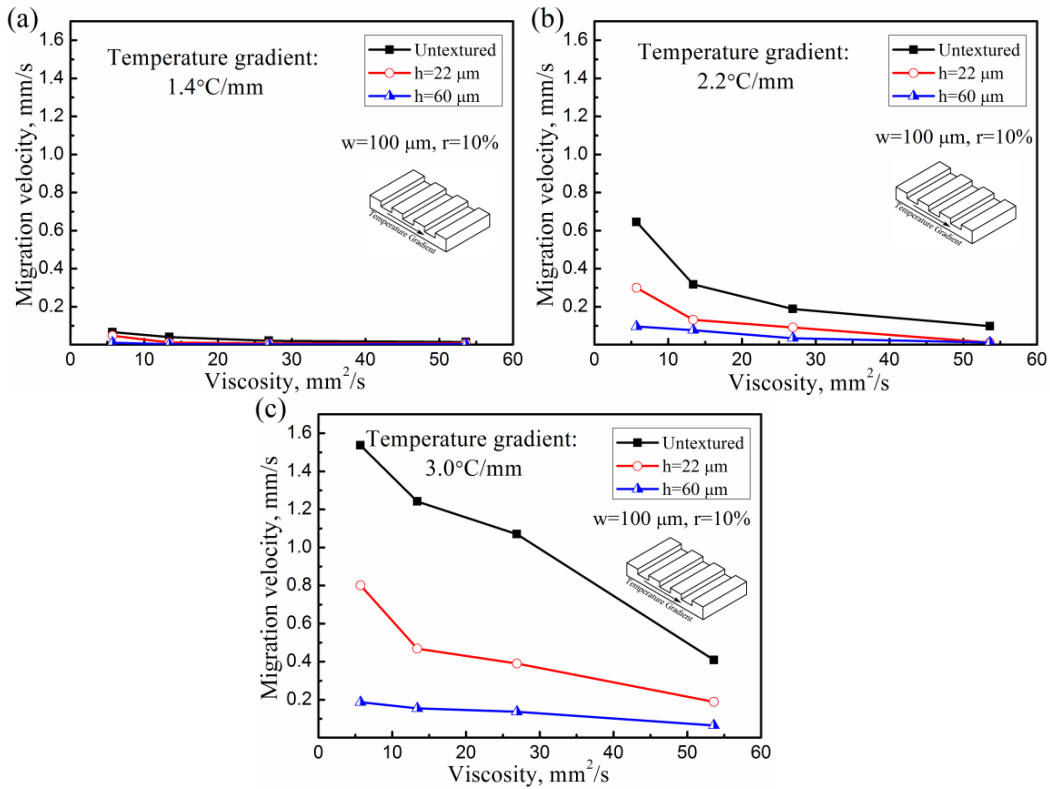 (a)
Temperature gradient:
1.4°C/mm
Untextured
h=22 μm
h=60 μm
w=100 μm, r=10%
Temperature Gradient
Migration velocity, mm/s
1.6
1.4
1.2
1.0
0.8
0.6
0.4
0.2
0 10 20 30 40 50 60
Viscosity, mm²/s
(b)
Temperature gradient:
2.2°C/mm
Untextured
h=22 μm
h=60 μm
w=100 μm, r=10%
Temperature Gradient
Migration velocity, mm/s
1.6
1.4
1.2
1.0
0.8
0.6
0.4
0.2
0 10 20 30 40 50 60
Viscosity, mm²/s
(c)
Temperature gradient:
3.0°C/mm
Untextured
h=22 μm
h=60 μm
w=100 μm, r=10%
Temperature Gradient
Migration velocity, mm/s
1.6
1.4
1.2
1.0
0.8
0.6
0.4
0.2
0 10 20 30 40 50 60
Viscosity, mm²/s